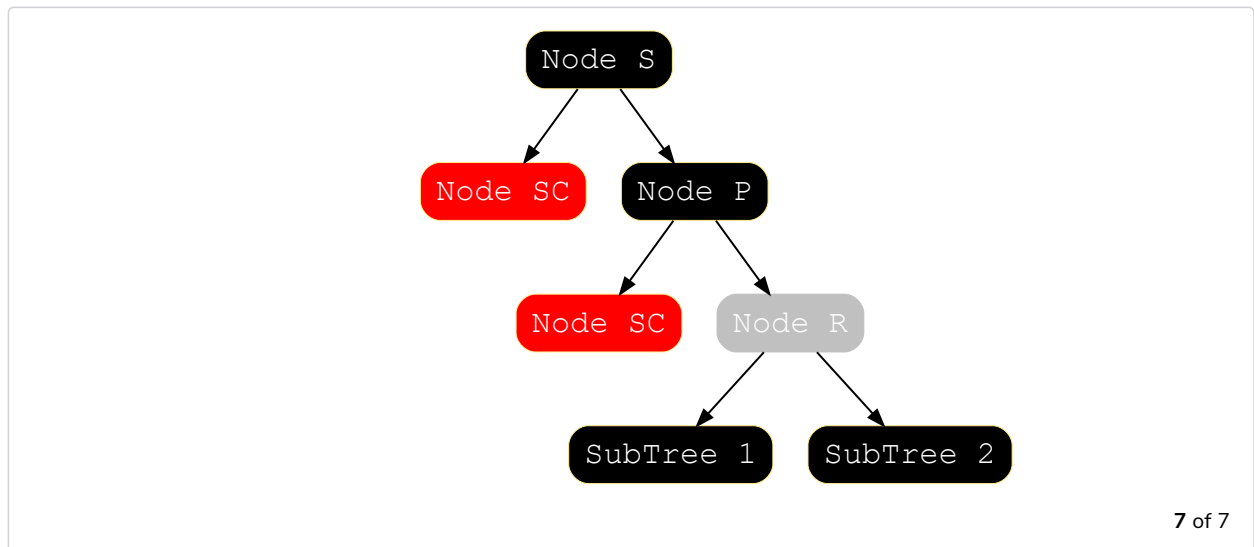 Node S
Node SC
Node P
Node SC
Node R
SubTree 1
SubTree 2
7 of 7